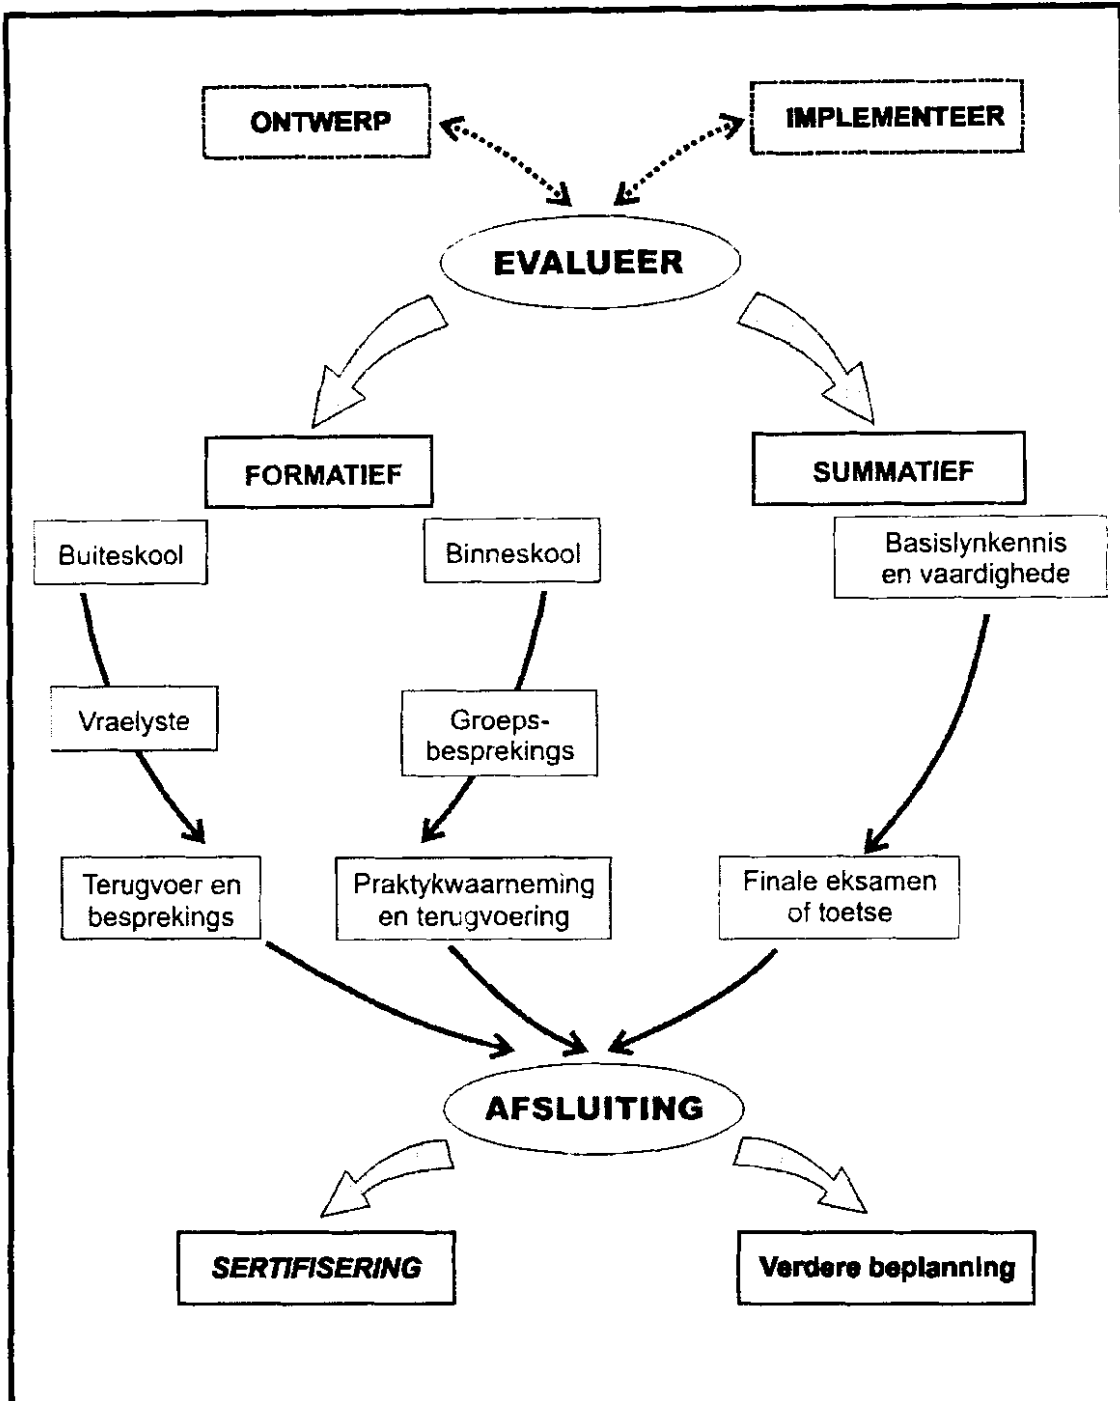 ONTWERP
IMPLEMENTEER
EVALUEER
FORMATIEF
SUMMATIEF
Buiteskool
Binneskool
Basislynkennis
en vaardighede
Vraelyste
Groeps-
besprekings
Terugvoer en
besprekings
Praktykwaarneming
en terugvoering
Finale eksamen
of toetse
AFSLUITING
SERTIFISERING
Verdere beplanning